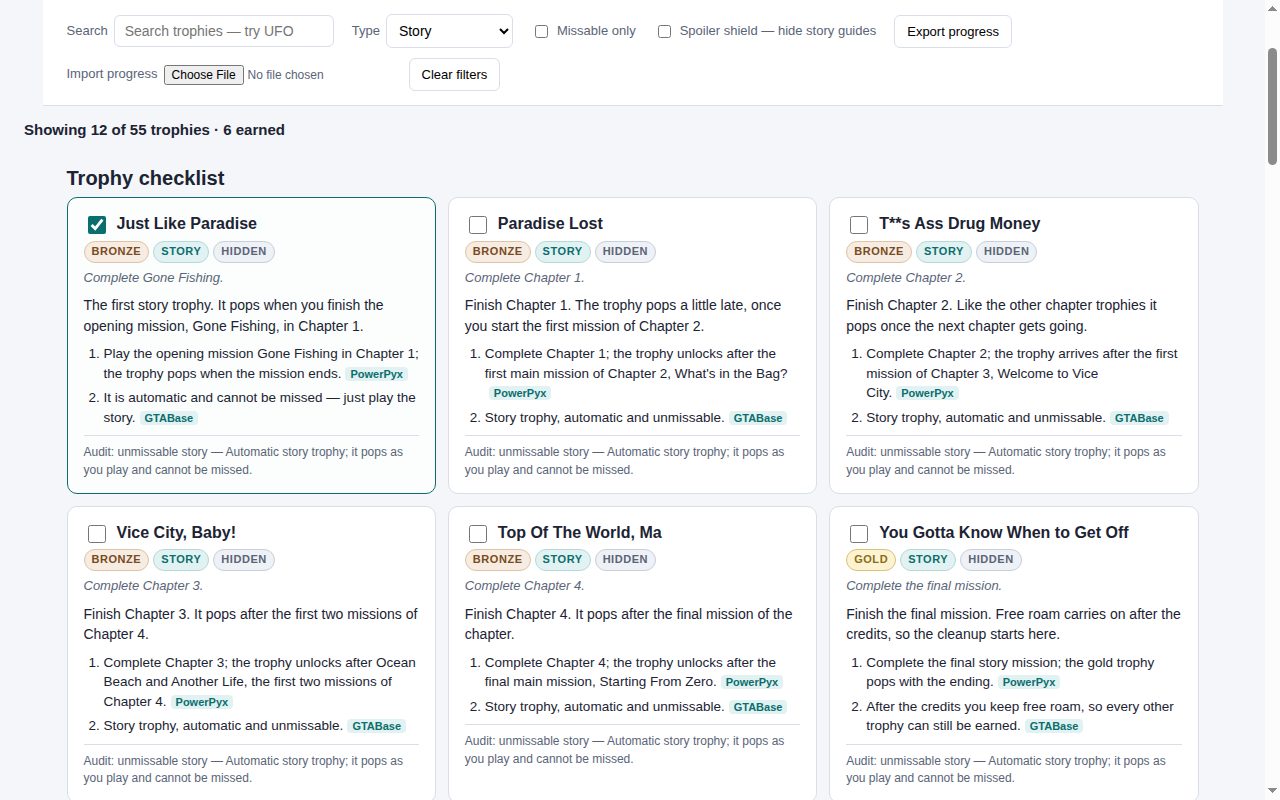 Search Search trophies — try UFO Type Story Missable only Spoiler shield — hide story guides Export progress
Import progress Choose File No file chosen Clear filters
Showing 12 of 55 trophies · 6 earned
Trophy checklist
Just Like Paradise
BRONZE STORY HIDDEN
Complete Gone Fishing.
The first story trophy. It pops when you finish the
opening mission, Gone Fishing, in Chapter 1.
1. Play the opening mission Gone Fishing in Chapter 1;
the trophy pops when the mission ends. PowerPyx
2. It is automatic and cannot be missed — just play the
story. GTABase
Audit: unmissable story — Automatic story trophy; it pops as
you play and cannot be missed.
Paradise Lost
BRONZE STORY HIDDEN
Complete Chapter 1.
Finish Chapter 1. The trophy pops a little late, once
you start the first mission of Chapter 2.
1. Complete Chapter 1; the trophy unlocks after the
first main mission of Chapter 2, What's in the Bag?
PowerPyx
2. Story trophy, automatic and unmissable. GTABase
Audit: unmissable story — Automatic story trophy; it pops as
you play and cannot be missed.
T**s Ass Drug Money
BRONZE STORY HIDDEN
Complete Chapter 2.
Finish Chapter 2. Like the other chapter trophies it
pops once the next chapter gets going.
1. Complete Chapter 2; the trophy arrives after the first
mission of Chapter 3, Welcome to Vice
City. PowerPyx
2. Story trophy, automatic and unmissable. GTABase
Audit: unmissable story — Automatic story trophy; it pops as
you play and cannot be missed.
Vice City, Baby!
BRONZE STORY HIDDEN
Complete Chapter 3.
Finish Chapter 3. It pops after the first two missions of
Chapter 4.
1. Complete Chapter 3; the trophy unlocks after Ocean
Beach and Another Life, the first two missions of
Chapter 4. PowerPyx
2. Story trophy, automatic and unmissable. GTABase
Audit: unmissable story — Automatic story trophy; it pops as
you play and cannot be missed.
Top Of The World, Ma
BRONZE STORY HIDDEN
Complete Chapter 4.
Finish Chapter 4. It pops after the final mission of the
chapter.
1. Complete Chapter 4; the trophy unlocks after the
final main mission, Starting From Zero. PowerPyx
2. Story trophy, automatic and unmissable. GTABase
Audit: unmissable story — Automatic story trophy; it pops as
you play and cannot be missed.
You Gotta Know When to Get Off
GOLD STORY HIDDEN
Complete the final mission.
Finish the final mission. Free roam carries on after the
credits, so the cleanup starts here.
1. Complete the final story mission; the gold trophy
pops with the ending. PowerPyx
2. After the credits you keep free roam, so every other
trophy can still be earned. GTABase
Audit: unmissable story — Automatic story trophy; it pops as
you play and cannot be missed.